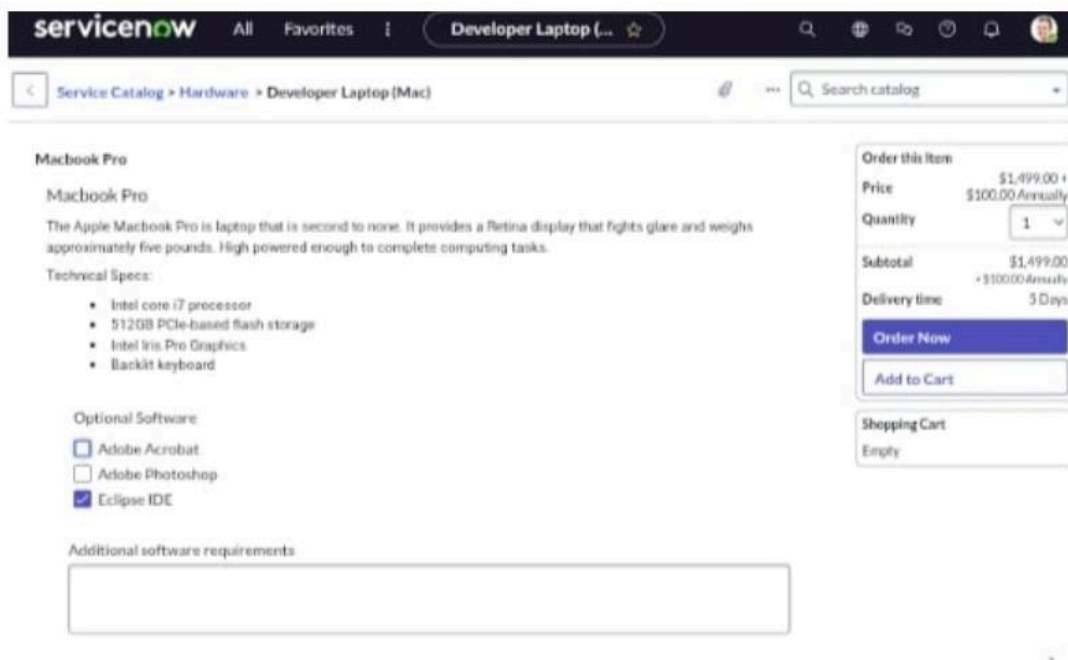 servicenow All Favorites Developer Laptop (...
Service Catalog > Hardware > Developer Laptop (Mac)
Search catalog
Macbook Pro
Macbook Pro
The Apple Macbook Pro is laptop that is second to none. It provides a Retina display that fights glare and weighs
approximately five pounds. High powered enough to complete computing tasks.
Technical Specs:
Intel core i7 processor
512GB PCIe-based flash storage
Intel Iris Pro Graphics
Backlit keyboard
Optional Software
Adobe Acrobat
Adobe Photoshop
Eclipse IDE
Additional software requirements
Order this Item
Price $1,499.00 +
$100.00 Annually
Quantity 1
Subtotal $1,499.00
+ $100.00 Annually
Delivery time 5 Days
Order Now
Add to Cart
Shopping Cart
Empty